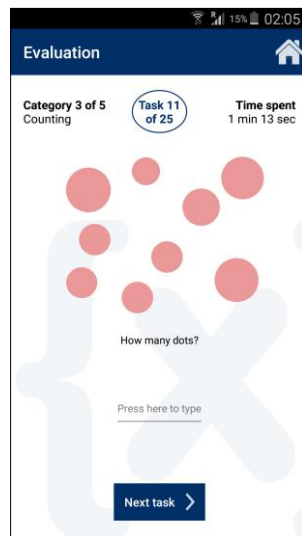 15% 02:05
Evaluation
Category 3 of 5
Counting
Task 11
of 25
Time spent
1 min 13 sec
How many dots?
Press here to type
Next task